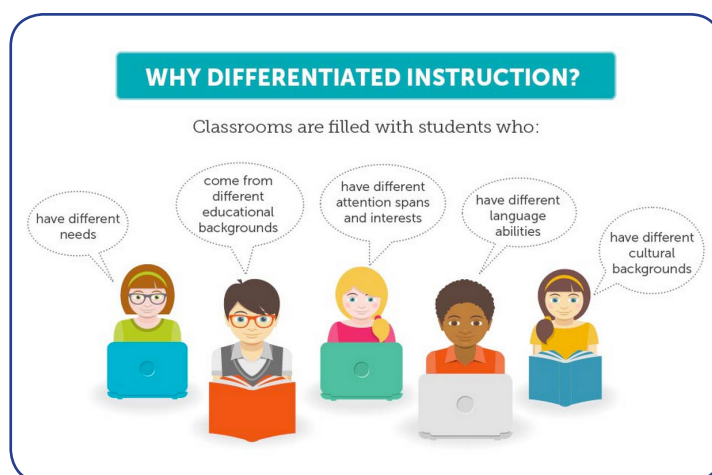 WHY DIFFERENTIATED INSTRUCTION?
Classrooms are filled with students who:
have different
needs
come from
different
educational
backgrounds
have different
attention spans
and interests
have different
language
abilities
have different
cultural
backgrounds